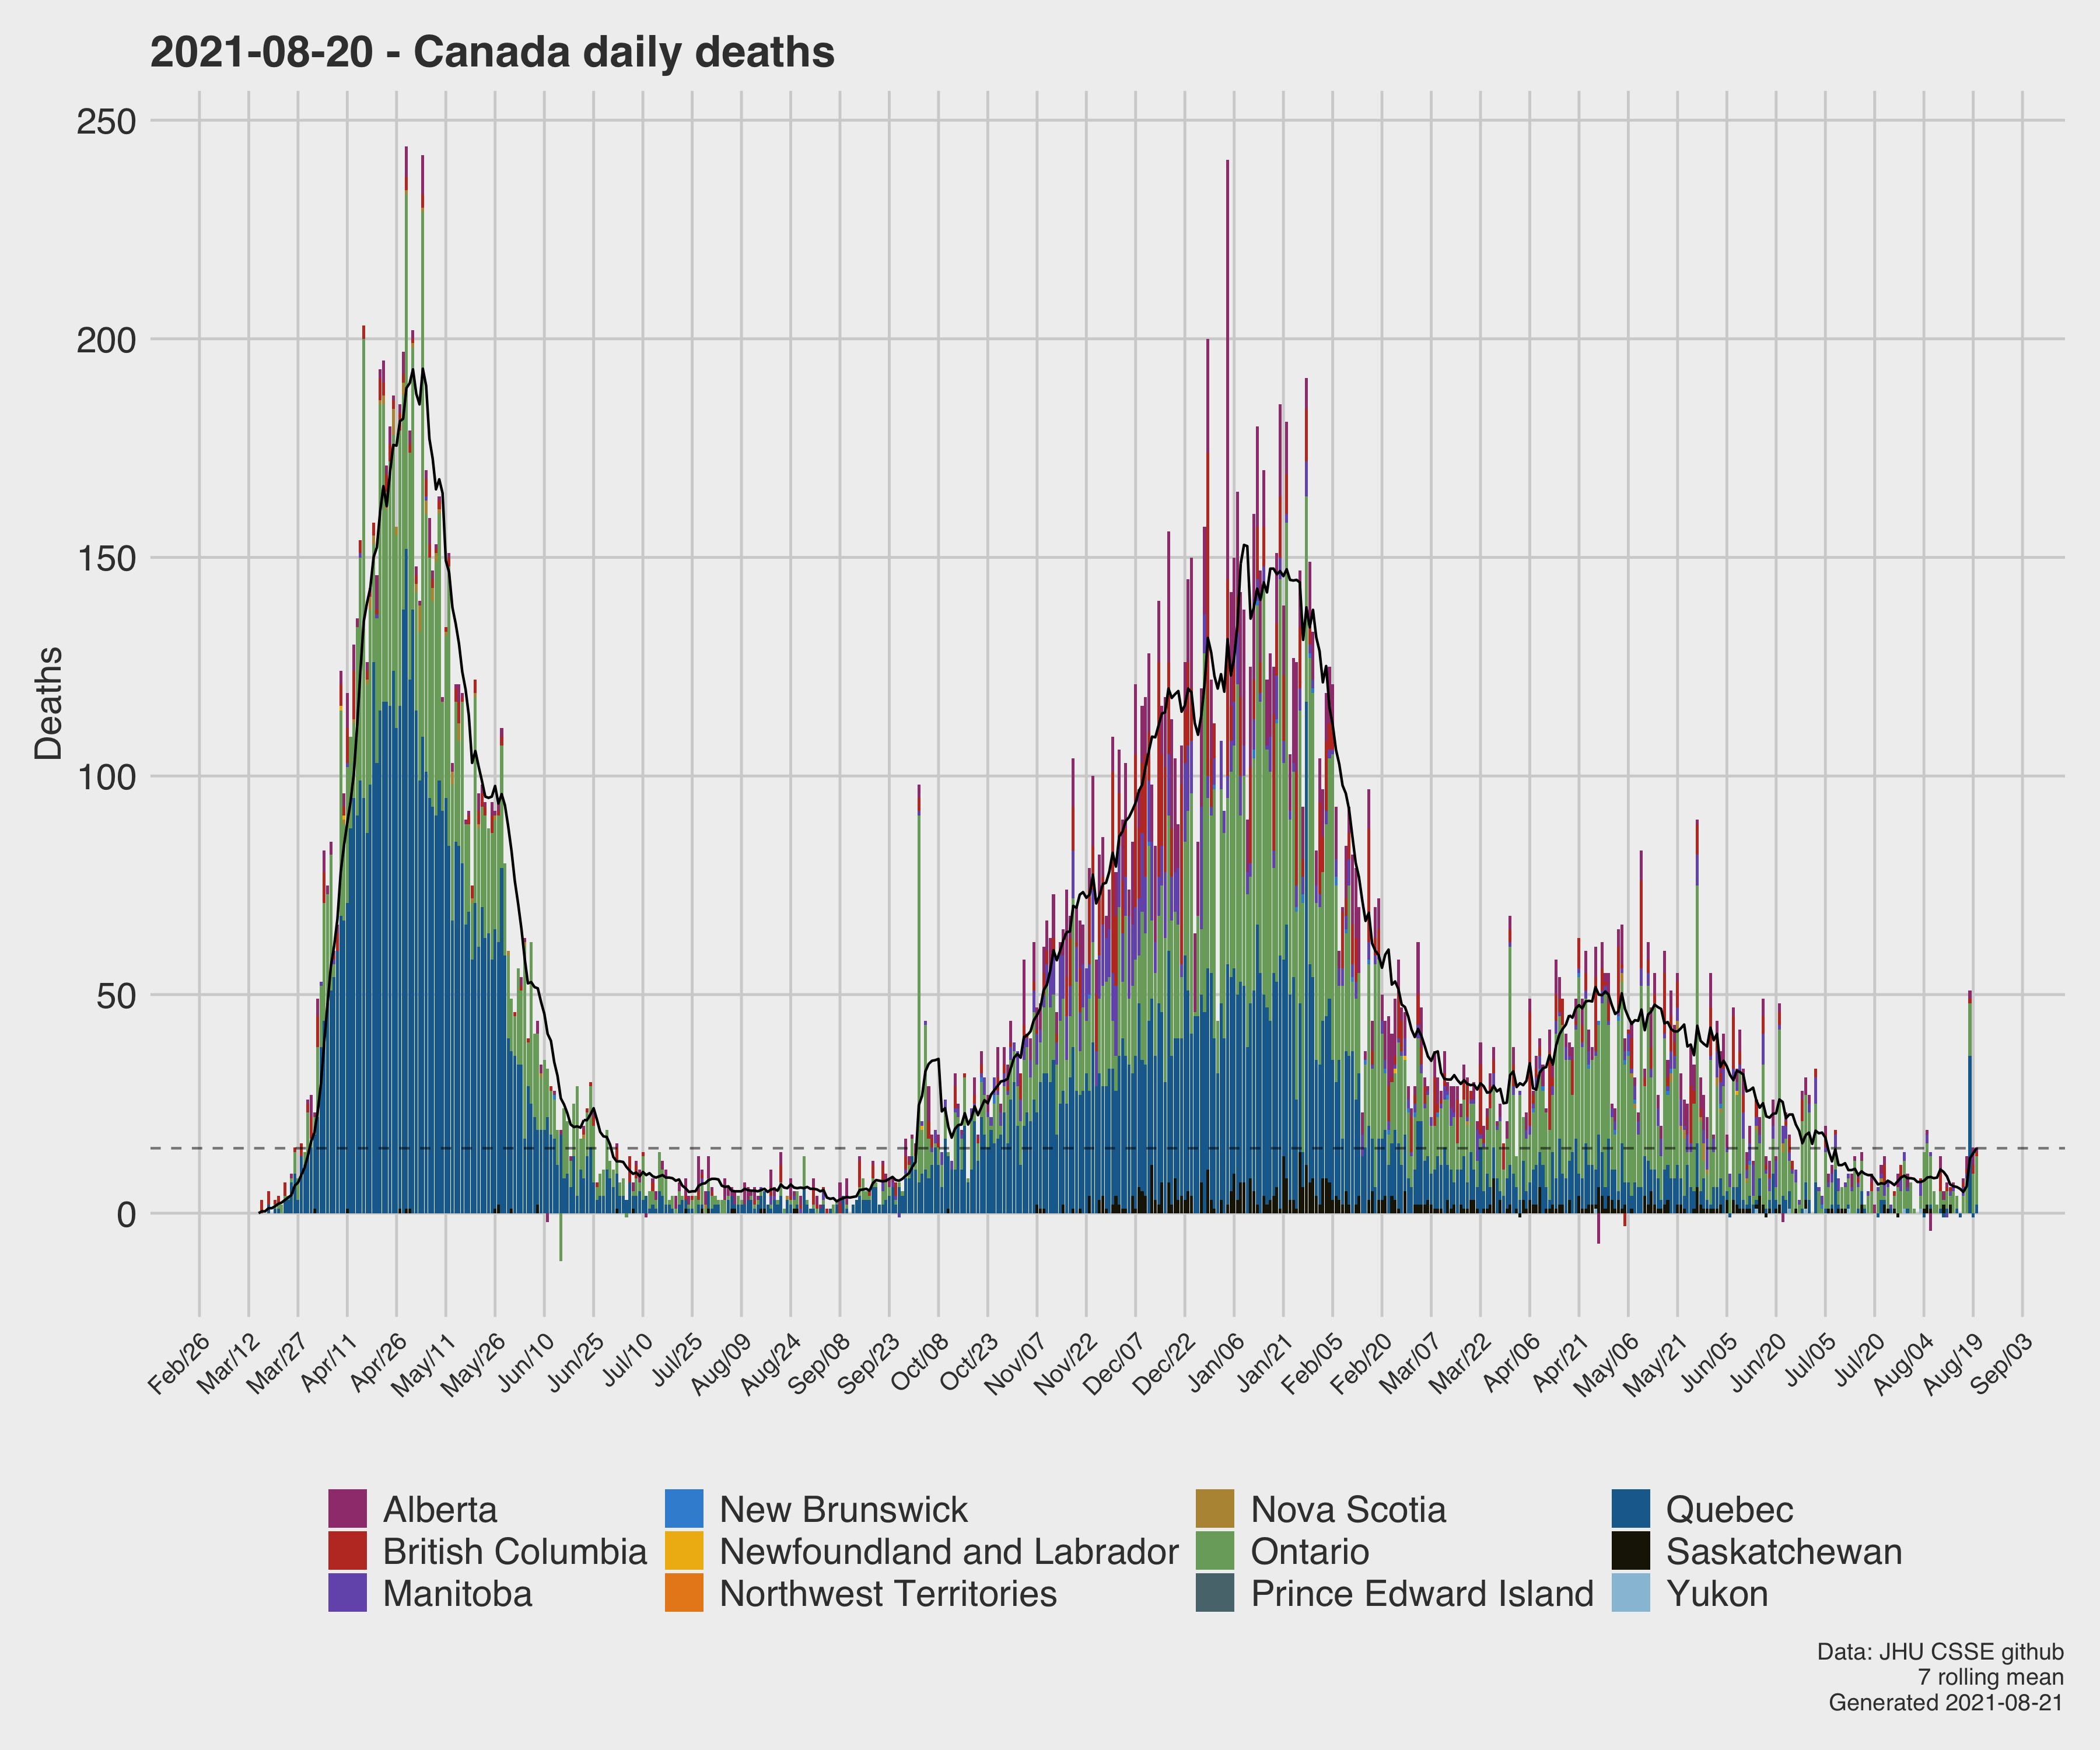 2021-08-20 - Canada daily deaths
250
200
150
100
50
0
Deaths
Feb/26
Mar/12
Mar/27
Apr/11
Apr/26
May/11
May/26
Jun/10
Jun/25
Jul/10
Jul/25
Aug/09
Aug/24
Sep/08
Sep/23
Oct/08
Oct/23
Nov/07
Nov/22
Dec/07
Dec/22
Jan/06
Jan/21
Feb/05
Feb/20
Mar/07
Mar/22
Apr/06
Apr/21
May/06
May/21
Jun/05
Jun/20
Jul/05
Jul/20
Aug/04
Aug/19
Sep/03
Alberta
British Columbia
Manitoba
New Brunswick
Newfoundland and Labrador
Northwest Territories
Nova Scotia
Ontario
Prince Edward Island
Quebec
Saskatchewan
Yukon
Data: JHU CSSE github
7 rolling mean
Generated 2021-08-21